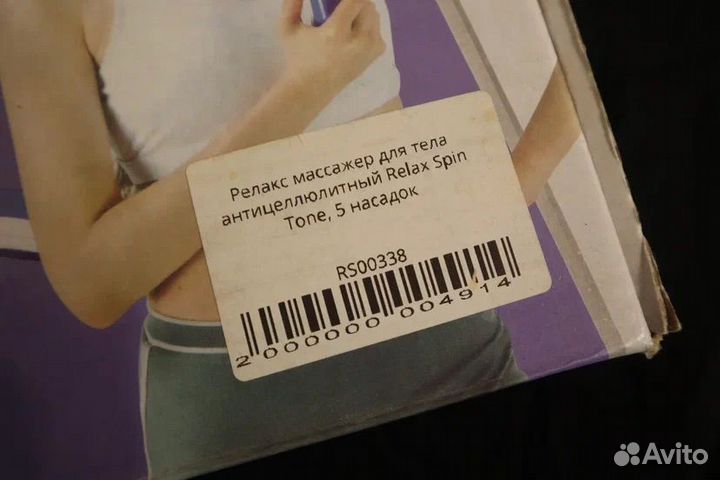 Релакс массажер для тела
антицеллюлитный Relax Spin
Tone, 5 насадок
RS00338
2 000000 004914
Avito